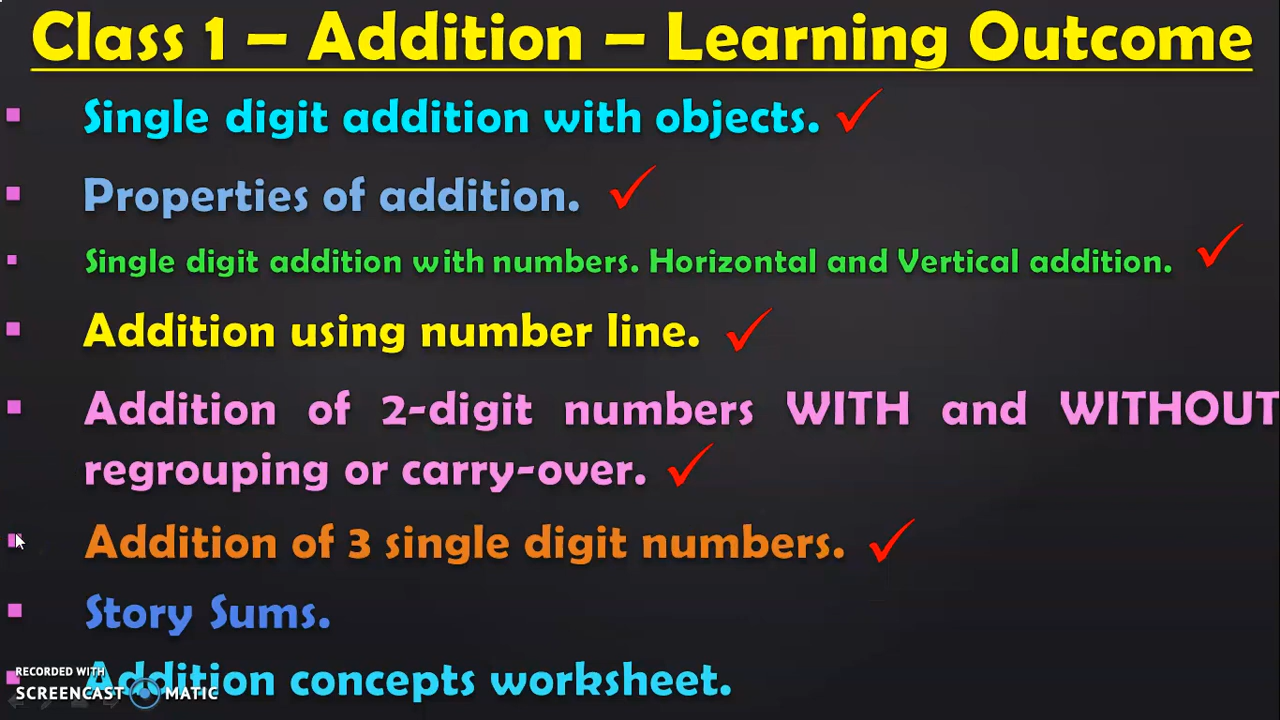 Class 1 – Addition – Learning Outcome
Single digit addition with objects.
Properties of addition.
Single digit addition with numbers. Horizontal and Vertical addition.
Addition using number line.
Addition of 2-digit numbers WITH and WITHOUT
regrouping or carry-over.
Addition of 3 single digit numbers.
Story Sums.
Addition concepts worksheet.
RECORDED WITH
SCREENCAST MATIC